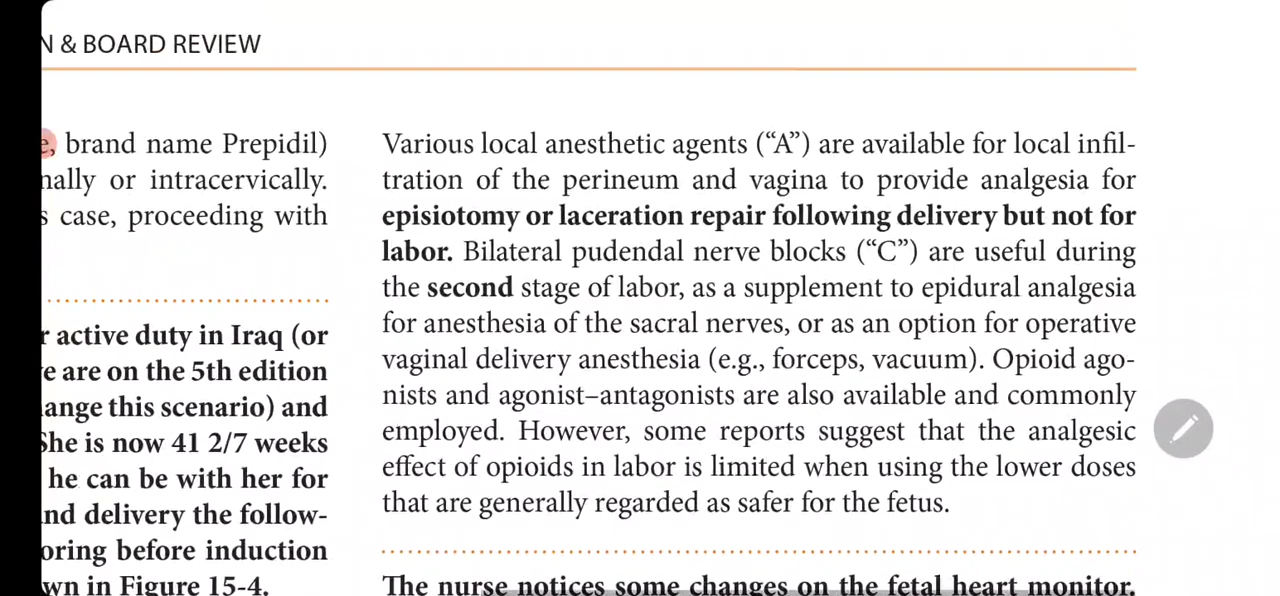 & BOARD REVIEW
brand name Prepidil)
or intracervically.
case, proceeding with
active duty in Iraq (or
are on the 5th edition
this scenario) and
She is now 41 2/7 weeks
he can be with her for
delivery the follow-
before induction
in Figure 15-4.
Various local anesthetic agents (“A”) are available for local infil-
tration of the perineum and vagina to provide analgesia for
episiotomy or laceration repair following delivery but not for
labor. Bilateral pudendal nerve blocks (“C”) are useful during
the second stage of labor, as a supplement to epidural analgesia
for anesthesia of the sacral nerves, or as an option for operative
vaginal delivery anesthesia (e.g., forceps, vacuum). Opioid ago-
nists and agonist–antagonists are also available and commonly
employed. However, some reports suggest that the analgesic
effect of opioids in labor is limited when using the lower doses
that are generally regarded as safer for the fetus.
The nurse notices some changes on the fetal heart monitor.